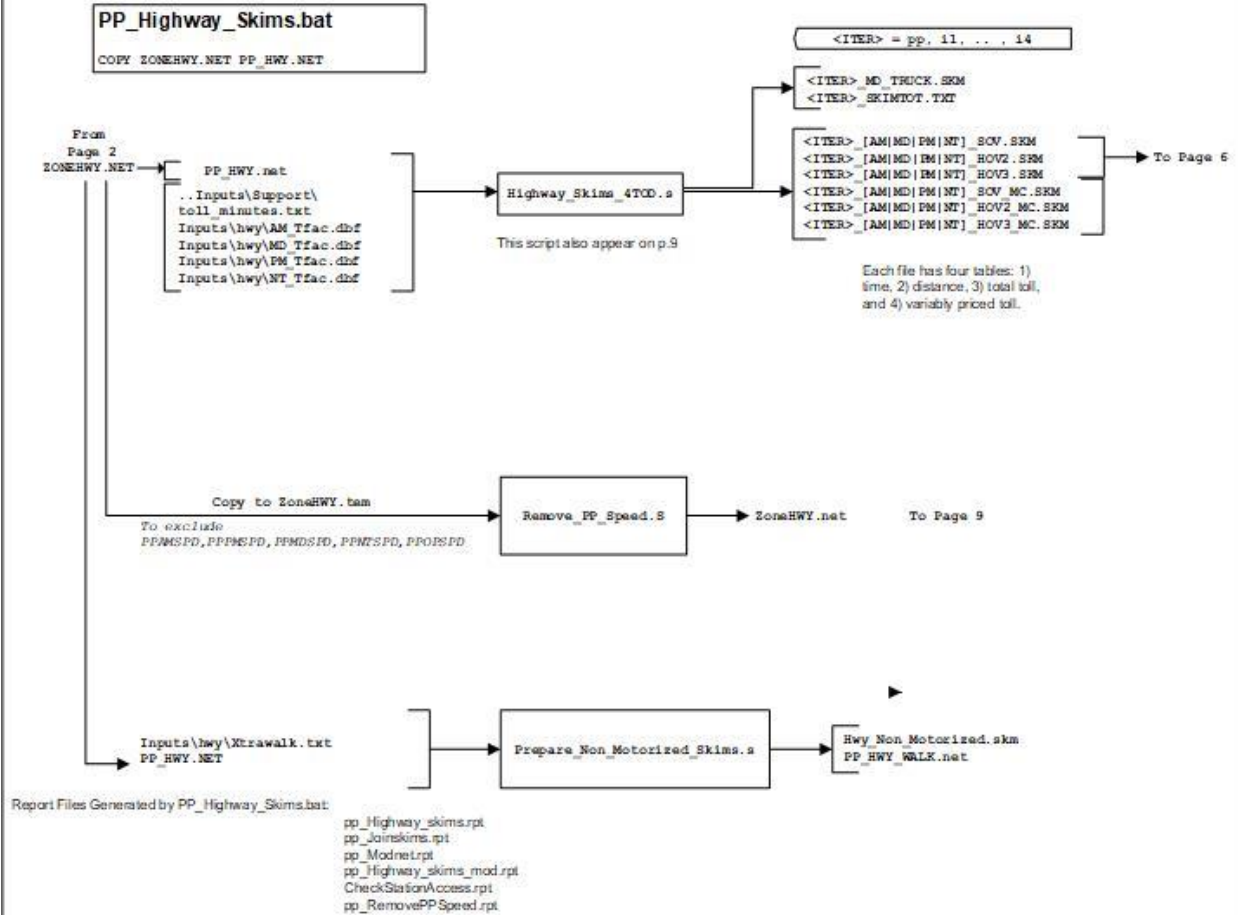 PP_Highway_Skims.bat
COPY ZONEHWY.NET PP_HWY.NET
<ITER> = pp, i1, .. , i4
<ITER>_MD_TRUCK.SKM
<ITER>_SKIMTOT.TXT
From
Page 2
ZONEHWY.NET
PP_HWY.net
..Inputs\Support\
toll_minutes.txt
Inputs\hwy\AM_Tfac.dbf
Inputs\hwy\MD_Tfac.dbf
Inputs\hwy\PM_Tfac.dbf
Inputs\hwy\NT_Tfac.dbf
Highway_Skims_4TOD.s
This script also appear on p.9
<ITER>_[AM|MD|PM|NT]_SOV.SKM
<ITER>_[AM|MD|PM|NT]_HOV2.SKM
<ITER>_[AM|MD|PM|NT]_HOV3.SKM
<ITER>_[AM|MD|PM|NT]_SOV_MC.SKM
<ITER>_[AM|MD|PM|NT]_HOV2_MC.SKM
<ITER>_[AM|MD|PM|NT]_HOV3_MC.SKM
To Page 6
Each file has four tables: 1)
time, 2) distance, 3) total toll,
and 4) variably priced toll.
Copy to ZoneHWY.tem
To exclude
PPAMSPD,PPPMSPD,PPMDSPD,PPNTSPD,PPOPSPD
Remove_PP_Speed.S
ZoneHWY.net
To Page 9
Inputs\hwy\Xtrawalk.txt
PP_HWY.NET
Prepare_Non_Motorized_Skims.s
Hwy_Non_Motorized.skm
PP_HWY_WALK.net
Report Files Generated by PP_Highway_Skims.bat:
pp_Highway_skims.rpt
pp_Joinskims.rpt
pp_Modnet.rpt
pp_Highway_skims_mod.rpt
CheckStationAccess.rpt
pp_RemovePPSpeed.rpt